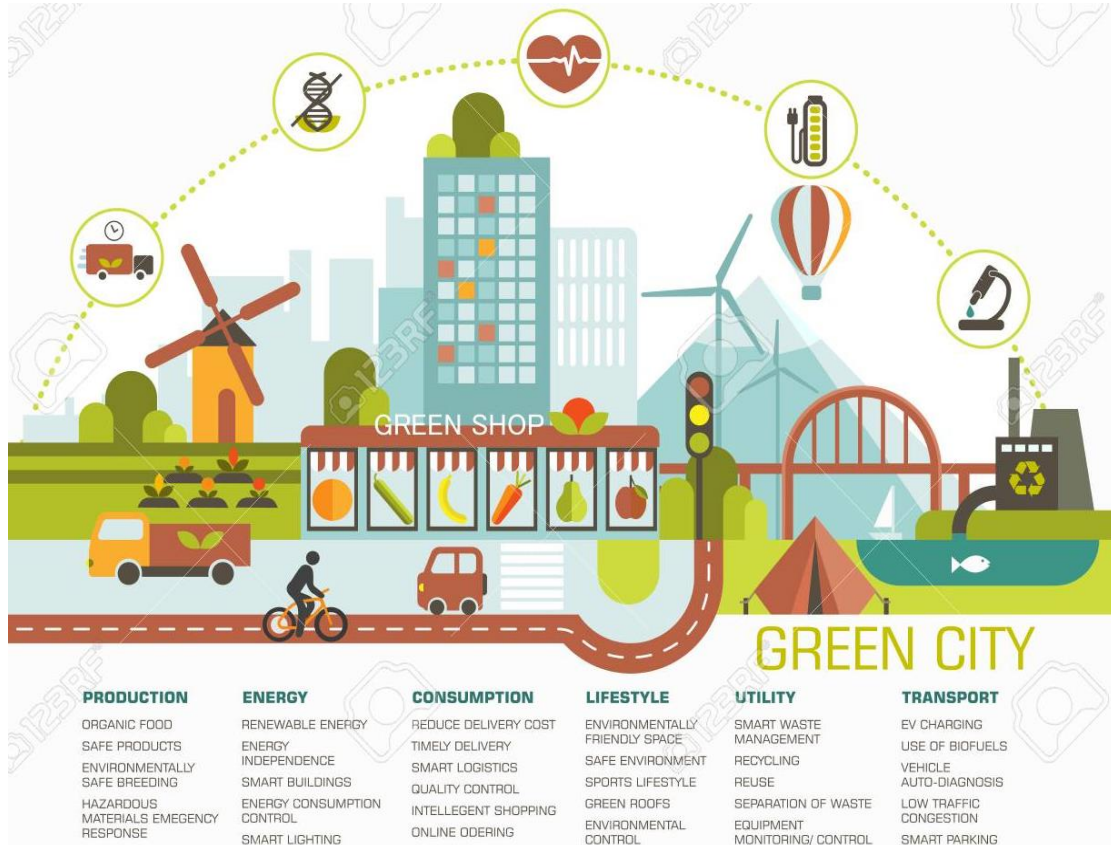 GREEN SHOP
GREEN CITY
PRODUCTION
ORGANIC FOOD
SAFE PRODUCTS
ENVIRONMENTALLY
SAFE BREEDING
HAZARDOUS
MATERIALS EMEGENCY
RESPONSE
ENERGY
RENEWABLE ENERGY
ENERGY
INDEPENDENCE
SMART BUILDINGS
ENERGY CONSUMPTION
CONTROL
SMART LIGHTING
CONSUMPTION
REDUCE DELIVERY COST
TIMELY DELIVERY
SMART LOGISTICS
QUALITY CONTROL
INTELLEGENT SHOPPING
ONLINE ODERING
LIFESTYLE
ENVIRONMENTALLY
FRIENDLY SPACE
SAFE ENVIRONMENT
SPORTS LIFESTYLE
GREEN ROOFS
ENVIRONMENTAL
CONTROL
UTILITY
SMART WASTE
MANAGEMENT
RECYCLING
REUSE
SEPARATION OF WASTE
EQUIPMENT
MONITORING/ CONTROL
TRANSPORT
EV CHARGING
USE OF BIOFUELS
VEHICLE
AUTO-DIAGNOSIS
LOW TRAFFIC
CONGESTION
SMART PARKING
123RF